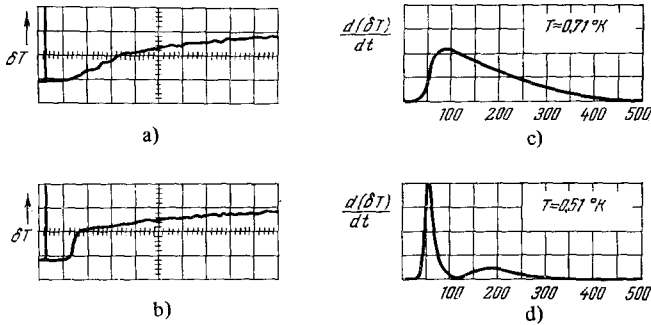 δT
a)
d(δT)
dt
T=0,71 °K
100 200 300 400 500
c)
δT
b)
d(δT)
dt
T=0,51 °K
100 200 300 400 500
d)